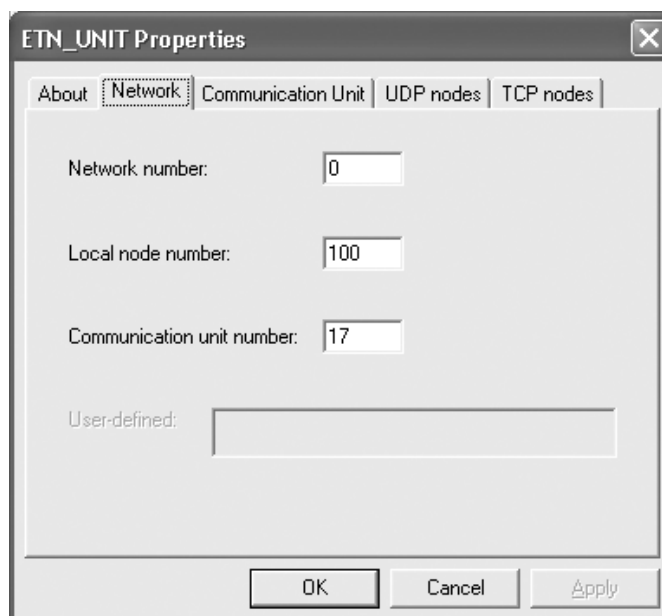 ETN_UNIT Properties
About Network Communication Unit UDP nodes TCP nodes
Network number: 0
Local node number: 100
Communication unit number: 17
User-defined:
OK Cancel Apply